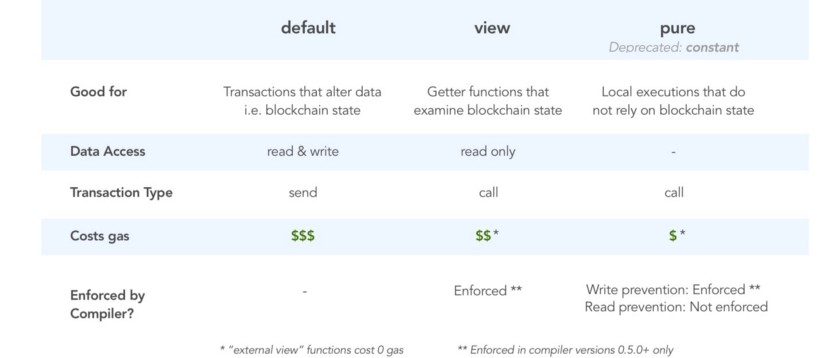 default view pure
Deprecated: constant
Good for Transactions that alter data Getter functions that Local executions that do
i.e. blockchain state examine blockchain state not rely on blockchain state
Data Access read & write read only -
Transaction Type send call call
Costs gas $$$ $$* $*
Enforced by - Enforced ** Write prevention: Enforced **
Compiler? Read prevention: Not enforced
* "external view" functions cost 0 gas ** Enforced in compiler versions 0.5.0+ only